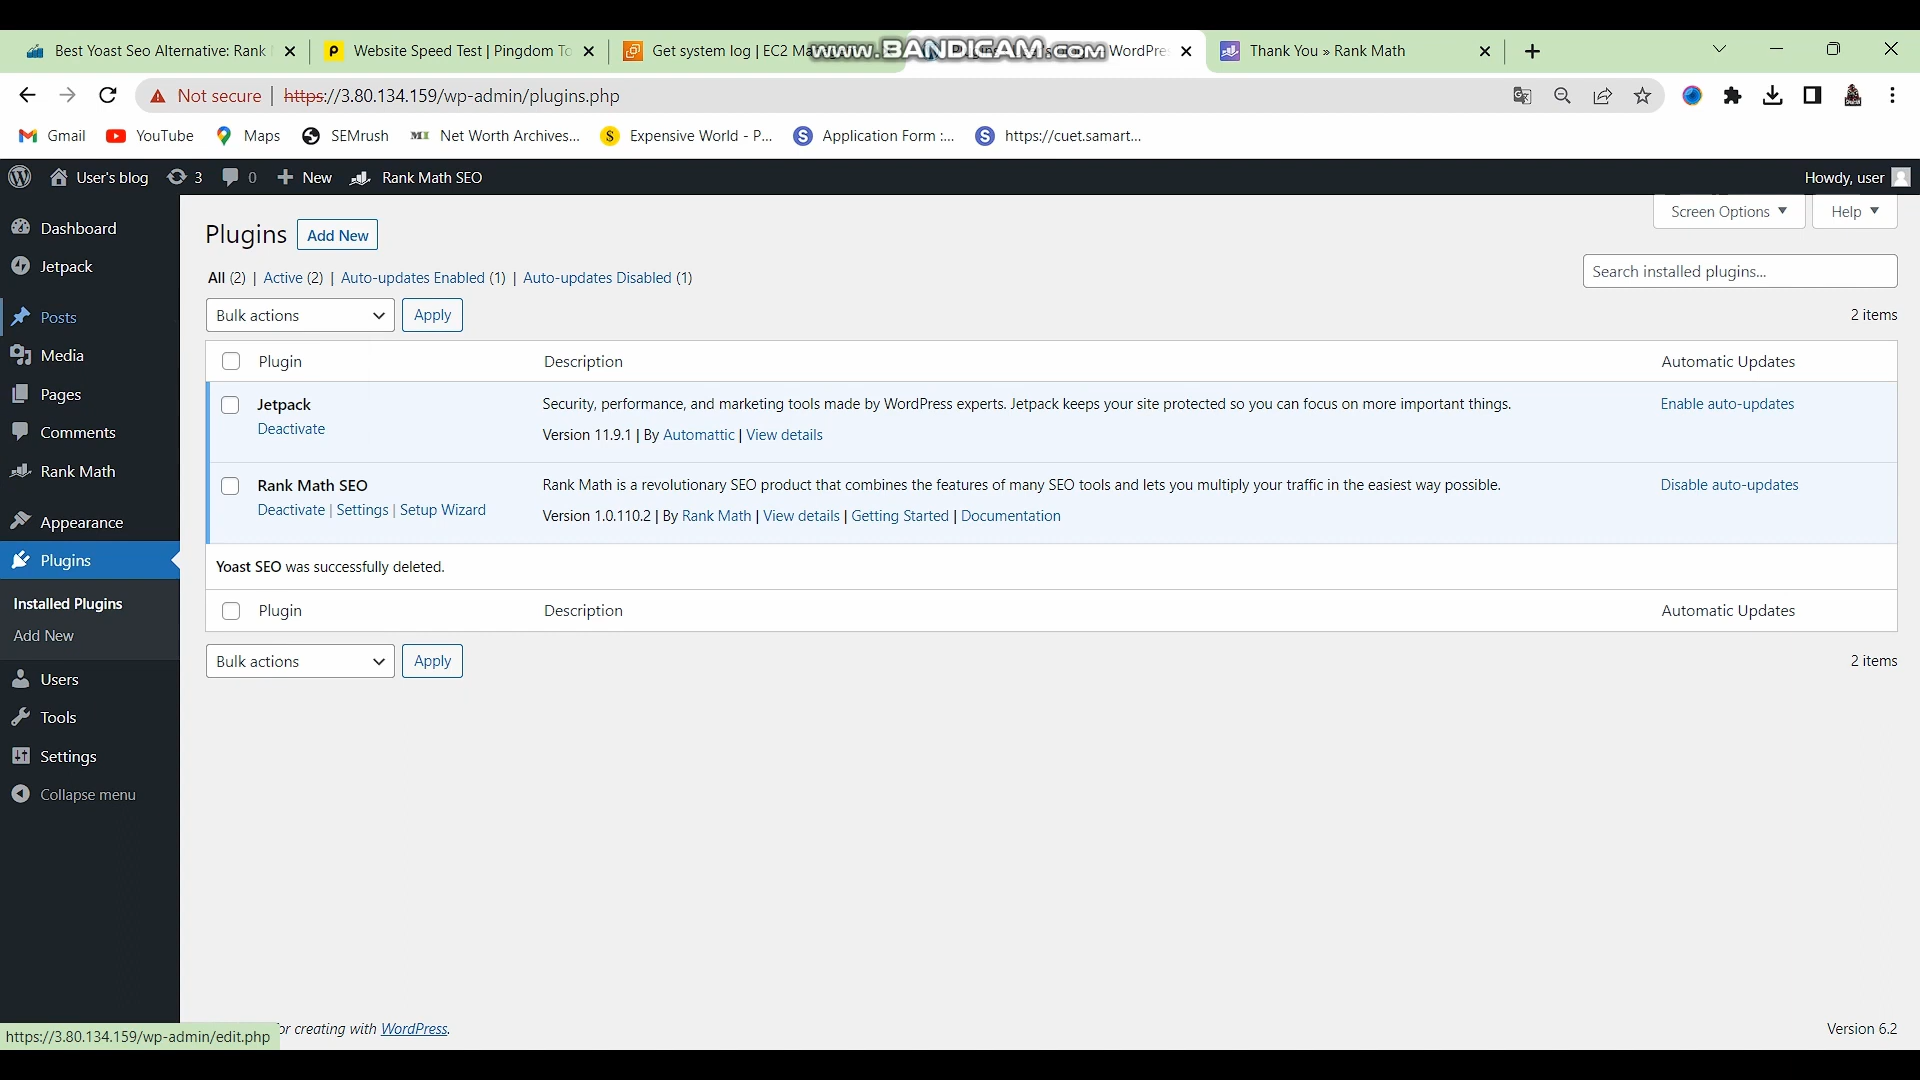 Best Yoast Seo Alternative: Rank
Website Speed Test | Pingdom To
Get system log | EC2 Ma
www.BANDICAM.com
WordPre
Thank You » Rank Math
Not secure | https://3.80.134.159/wp-admin/plugins.php
Gmail
YouTube
Maps
SEMrush
Net Worth Archives...
Expensive World - P...
Application Form :...
https://cuet.samart...
User's blog
3
0
New
Rank Math SEO
Howdy, user
Dashboard
Jetpack
Posts
Media
Pages
Comments
Rank Math
Appearance
Plugins
Installed Plugins
Add New
Users
Tools
Settings
Collapse menu
Screen Options
Help
Plugins
Add New
All (2) | Active (2) | Auto-updates Enabled (1) | Auto-updates Disabled (1)
Search installed plugins...
Bulk actions
Apply
2 items
Plugin
Description
Automatic Updates
Jetpack
Deactivate
Security, performance, and marketing tools made by WordPress experts. Jetpack keeps your site protected so you can focus on more important things.
Version 11.9.1 | By Automattic | View details
Enable auto-updates
Rank Math SEO
Deactivate | Settings | Setup Wizard
Rank Math is a revolutionary SEO product that combines the features of many SEO tools and lets you multiply your traffic in the easiest way possible.
Version 1.0.110.2 | By Rank Math | View details | Getting Started | Documentation
Disable auto-updates
Yoast SEO was successfully deleted.
Plugin
Description
Automatic Updates
Bulk actions
Apply
2 items
or creating with WordPress.
Version 6.2
https://3.80.134.159/wp-admin/edit.php